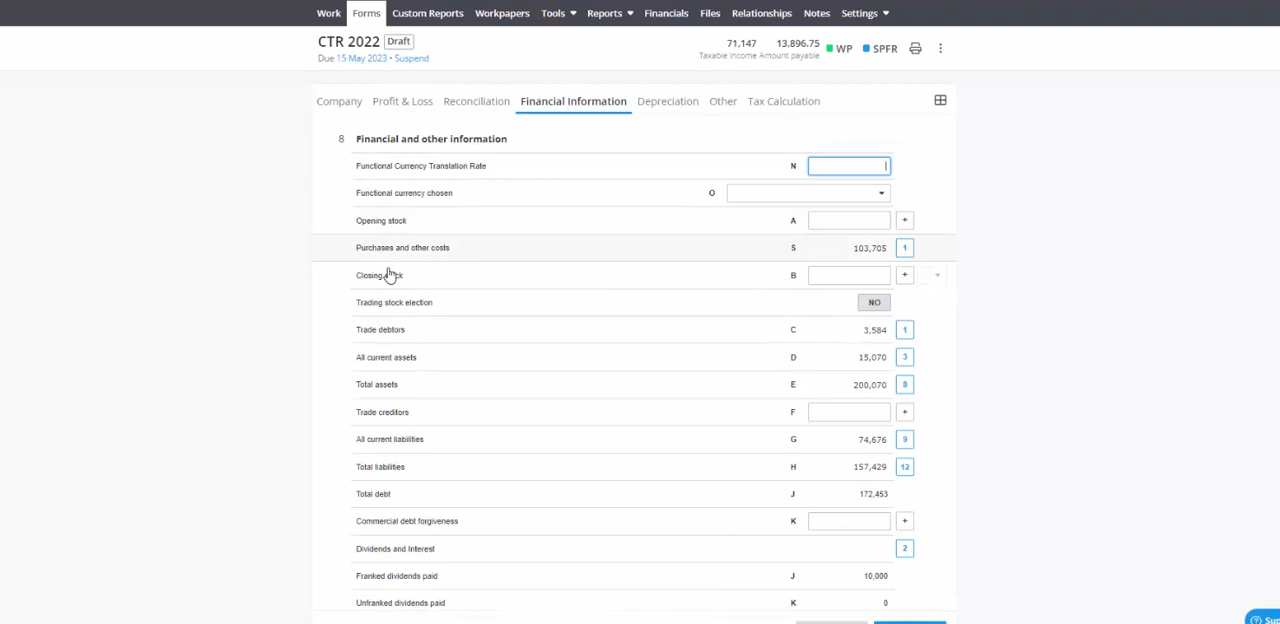 Work Forms Custom Reports Workpapers Tools Reports Financials Files Relationships Notes Settings
CTR 2022 Draft
Due 15 May 2023 • Suspend
71,147 13,896.75 WP SPFR
Taxable Income Amount payable
Company Profit & Loss Reconciliation Financial Information Depreciation Other Tax Calculation
8 Financial and other information
Functional Currency Translation Rate N
Functional currency chosen O
Opening stock A +
Purchases and other costs S 103,705 1
Closing B +
Trading stock election NO
Trade debtors C 3,584 1
All current assets D 15,070 3
Total assets E 200,070 8
Trade creditors F +
All current liabilities G 74,676 9
Total liabilities H 157,429 12
Total debt J 172,453
Commercial debt forgiveness K +
Dividends and Interest 2
Franked dividends paid J 10,000
Unfranked dividends paid K 0